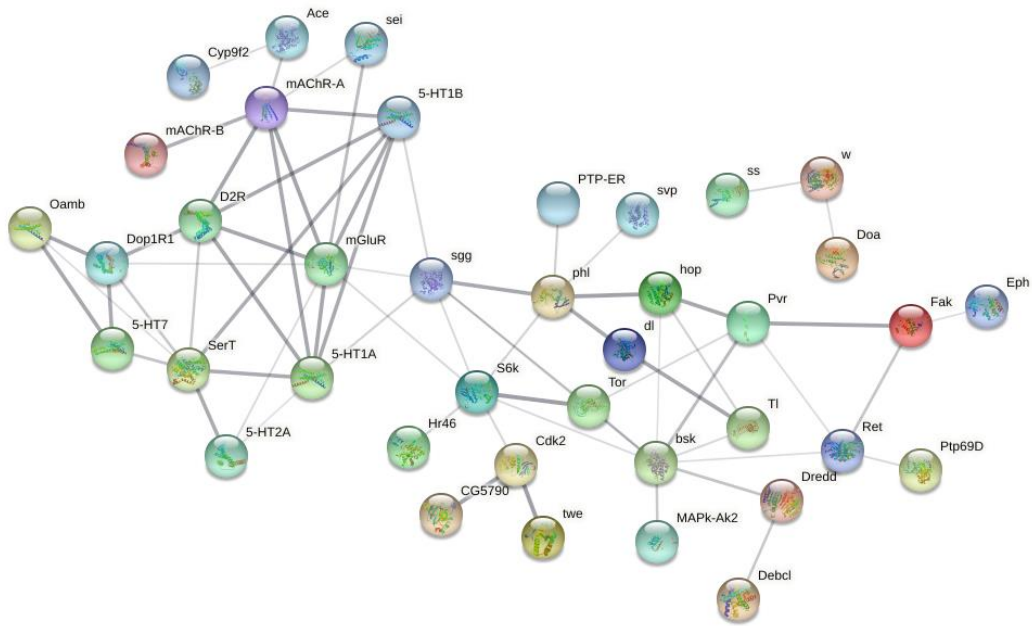 Ace
sei
Cyp9f2
mAChR-A
5-HT1B
mAChR-B
PTP-ER
svp
ss
w
Oamb
D2R
Dop1R1
mGluR
sgg
phl
hop
Doa
Pvr
Fak
Eph
5-HT7
SerT
5-HT1A
dl
S6k
Tor
Tl
5-HT2A
Hr46
Cdk2
bsk
Ret
Ptp69D
Dredd
CG5790
twe
MAPk-Ak2
Debcl